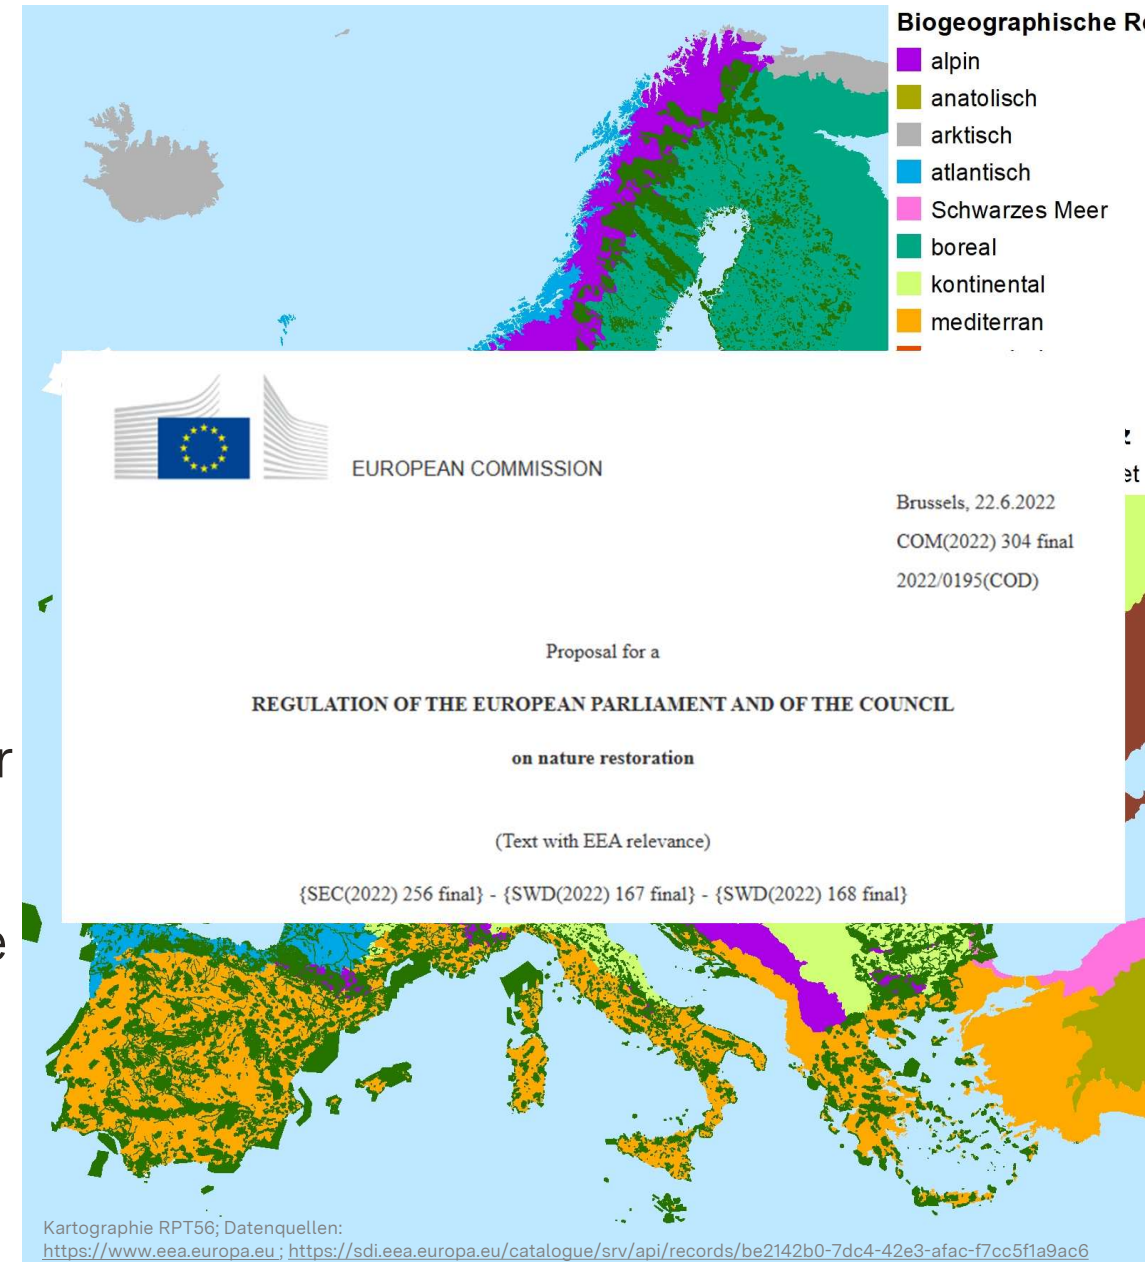 Biogeographische
alpin
anatolisch
arktisch
atlantisch
Schwarzes Meer
boreal
kontinental
mediterran
z
et
EUROPEAN COMMISSION
Brussels, 22.6.2022
COM(2022) 304 final
2022/0195(COD)
Proposal for a
REGULATION OF THE EUROPEAN PARLIAMENT AND OF THE COUNCIL
on nature restoration
(Text with EEA relevance)
{SEC(2022) 256 final} - {SWD(2022) 167 final} - {SWD(2022) 168 final}
r
e
Kartographie RPT56; Datenquellen:
https://www.eea.europa.eu ; https://sdi.eea.europa.eu/catalogue/srv/api/records/be2142b0-7dc4-42e3-afac-f7cc5f1a9ac6